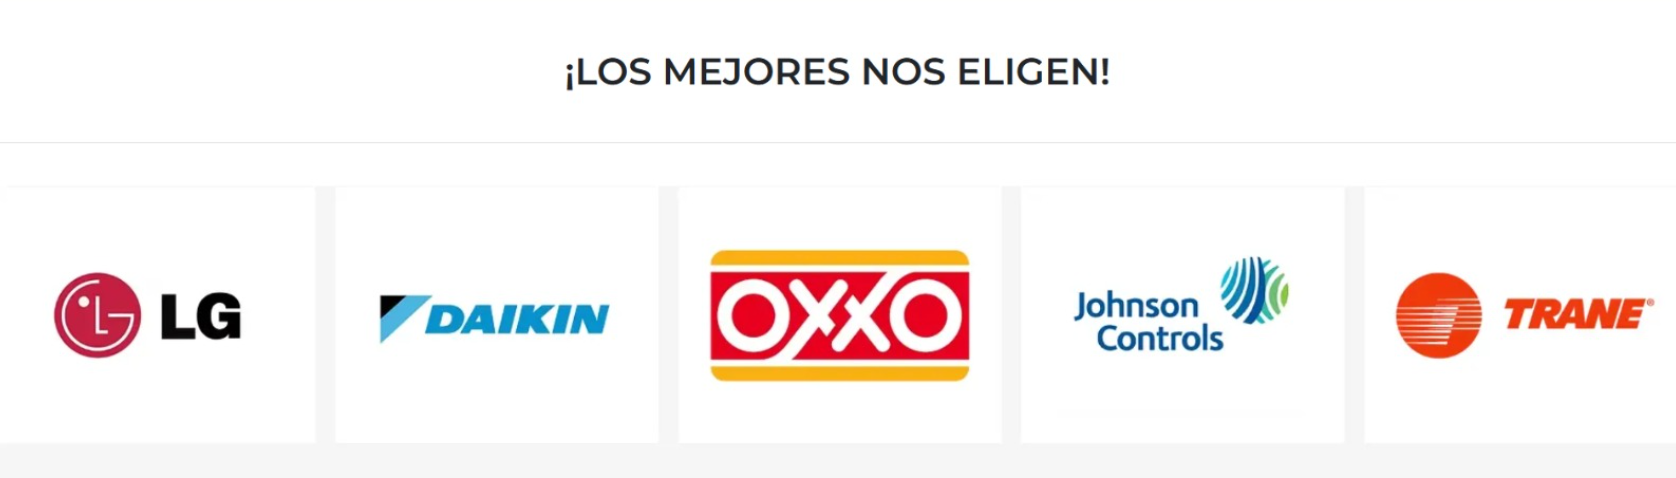 ¡LOS MEJORES NOS ELIGEN!
LG
DAIKIN
OXXO
Johnson
Controls
TRANE®